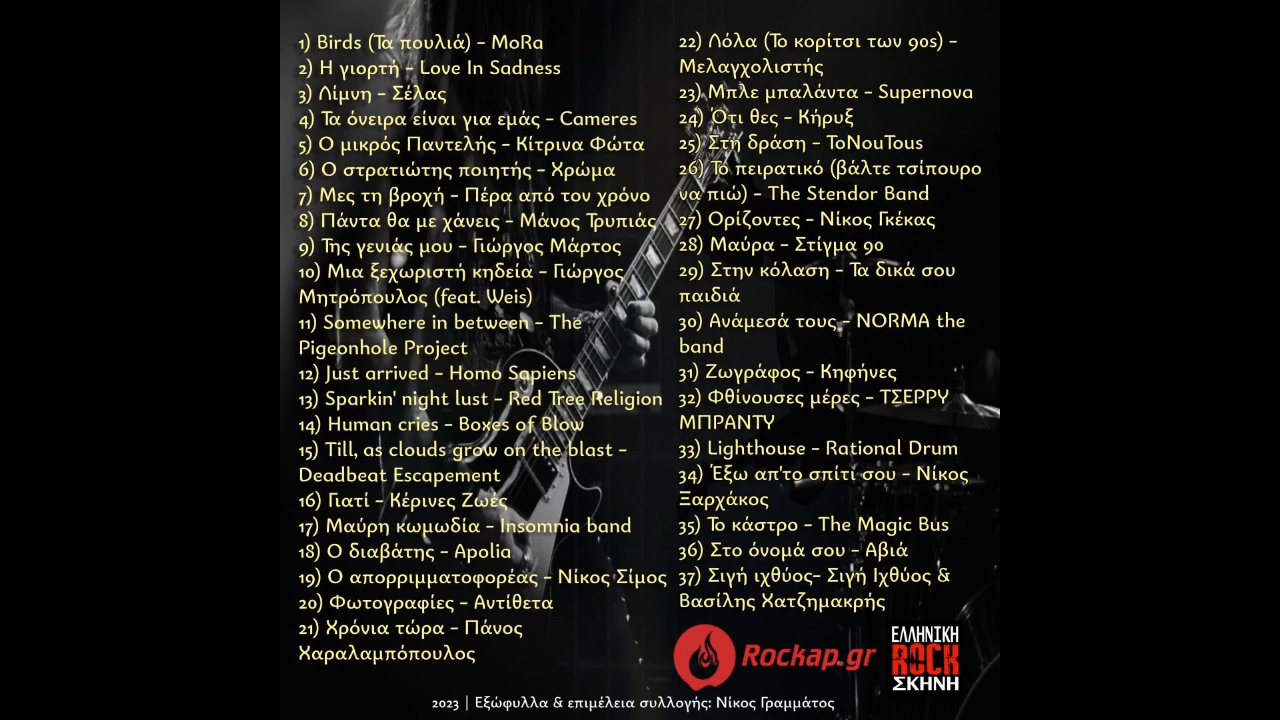 1) Birds (Τα πουλιά) - MoRa
2) Η γιορτή - Love In Sadness
3) Λίμνη - Σέλας
4) Τα όνειρα είναι για εμάς - Cameres
5) Ο μικρός Παντελής - Κίτρινα Φώτα
6) Ο στρατιώτης ποιητής - Χρώμα
7) Μες τη βροχή - Πέρα από τον χρόνο
8) Πάντα θα με χάνεις - Μάνος Τρυπιάς
9) Της γενιάς μου - Γιώργος Μάρτος
10) Μια ξεχωριστή κηδεία - Γιώργος
Μητρόπουλος (feat. Weis)
11) Somewhere in between - The
Pigeonhole Project
12) Just arrived - Homo Sapiens
13) Sparkin' night lust - Red Tree Religion
14) Human cries - Boxes of Blow
15) Till, as clouds grow on the blast -
Deadbeat Escapement
16) Γιατί - Κέρινες Ζωές
17) Μαύρη κωμωδία - Insomnia band
18) Ο διαβάτης - Apolia
19) Ο απορριμματοφορέας - Νίκος Σίμος
20) Φωτογραφίες - Αντίθετα
21) Χρόνια τώρα - Πάνος
Χαραλαμπόπουλος
22) Λόλα (Το κορίτσι των 90s) -
Μελαγχολιστής
23) Μπλε μπαλάντα - Supernova
24) Ότι θες - Κήρυξ
25) Στη δράση - ToNouTous
26) Το πειρατικό (βάλτε τσίπουρο
να πιώ) - The Stendor Band
27) Ορίζοντες - Νίκος Γκέκας
28) Μαύρα - Στίγμα 90
29) Στην κόλαση - Τα δικά σου
παιδιά
30) Ανάμεσά τους - NORMA the
band
31) Ζωγράφος - Κηφήνες
32) Φθίνουσες μέρες - ΤΣΕΡΡΥ
ΜΠΡΑΝΤΥ
33) Lighthouse - Rational Drum
34) Έξω απ'το σπίτι σου - Νίκος
Ξαρχάκος
35) Το κάστρο - The Magic Bus
36) Στο όνομά σου - Αβιά
37) Σιγή ιχθύος- Σιγή Ιχθύος &
Βασίλης Χατζημακρής
Rockap.gr
ΕΛΛΗΝΙΚΗ
ROCK
ΣΚΗΝΗ
2023 | Εξώφυλλα & επιμέλεια συλλογής: Νίκος Γραμμάτος